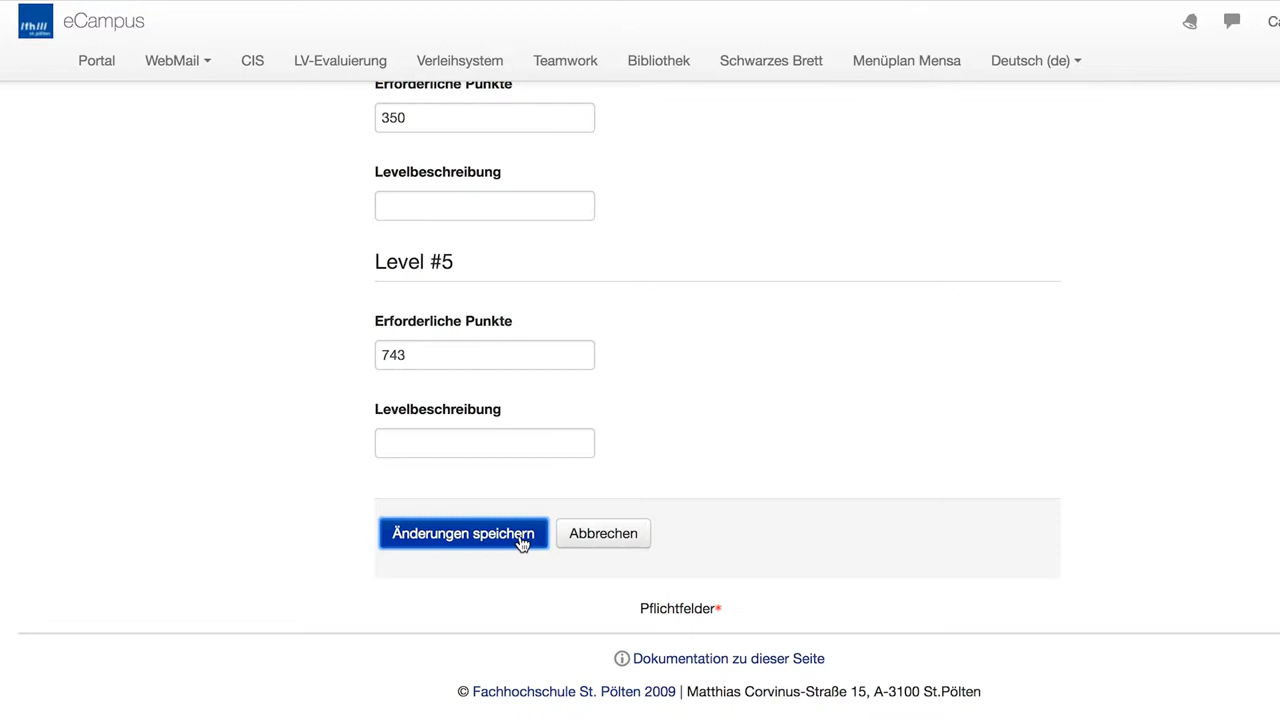 eCampus
Portal WebMail CIS LV-Evaluierung Verleihsystem Teamwork Bibliothek Schwarzes Brett Menüplan Mensa Deutsch (de)
Erforderliche Punkte
350
Levelbeschreibung
Level #5
Erforderliche Punkte
743
Levelbeschreibung
Änderungen speichern Abbrechen
Pflichtfelder*
Dokumentation zu dieser Seite
© Fachhochschule St. Pölten 2009 | Matthias Corvinus-Straße 15, A-3100 St.Pölten